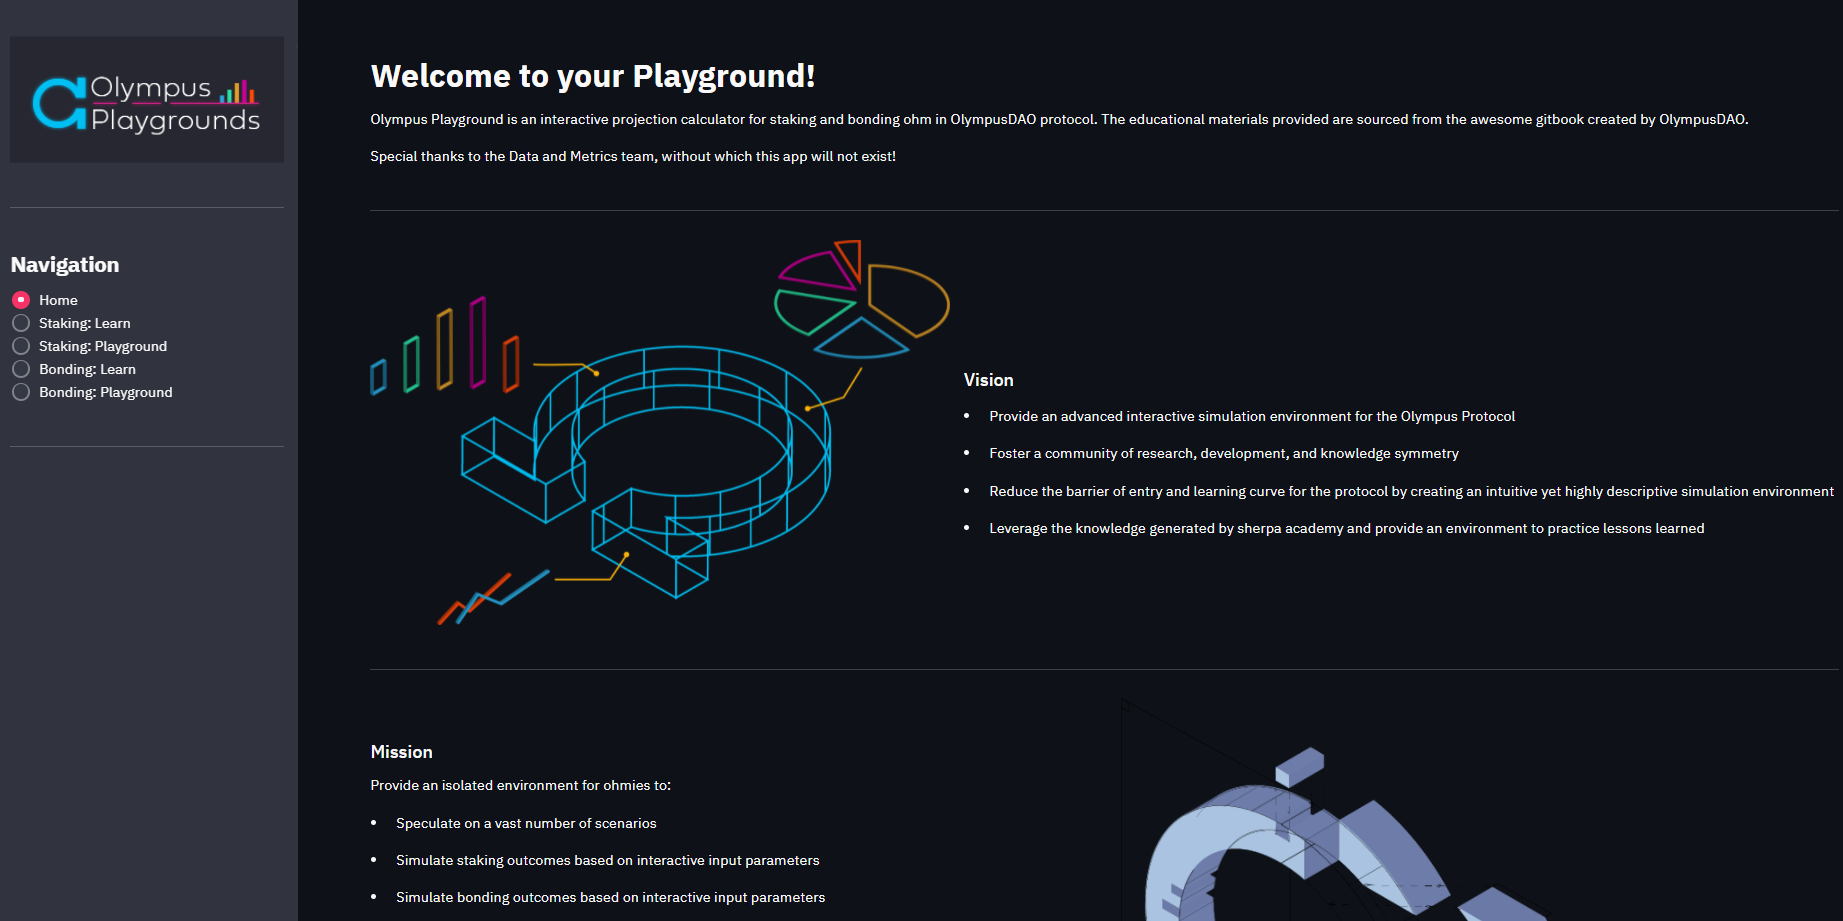 Olympus
Playgrounds
Navigation
Home
Staking: Learn
Staking: Playground
Bonding: Learn
Bonding: Playground
Welcome to your Playground!
Olympus Playground is an interactive projection calculator for staking and bonding ohm in OlympusDAO protocol. The educational materials provided are sourced from the awesome gitbook created by OlympusDAO.
Special thanks to the Data and Metrics team, without which this app will not exist!
Vision
• Provide an advanced interactive simulation environment for the Olympus Protocol
• Foster a community of research, development, and knowledge symmetry
• Reduce the barrier of entry and learning curve for the protocol by creating an intuitive yet highly descriptive simulation environment
• Leverage the knowledge generated by sherpa academy and provide an environment to practice lessons learned
Mission
Provide an isolated environment for ohmies to:
• Speculate on a vast number of scenarios
• Simulate staking outcomes based on interactive input parameters
• Simulate bonding outcomes based on interactive input parameters